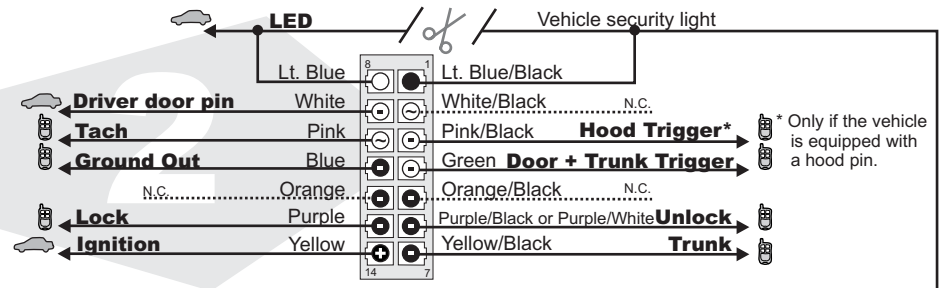 LED Vehicle security light
8 1
Lt. Blue Lt. Blue/Black
Driver door pin White White/Black N.C.
Tach Pink Pink/Black Hood Trigger*
* Only if the vehicle
is equipped with
a hood pin.
Ground Out Blue Green Door + Trunk Trigger
N.C. Orange Orange/Black N.C.
Lock Purple Purple/Black or Purple/White Unlock
Ignition Yellow Yellow/Black Trunk
14 7
2